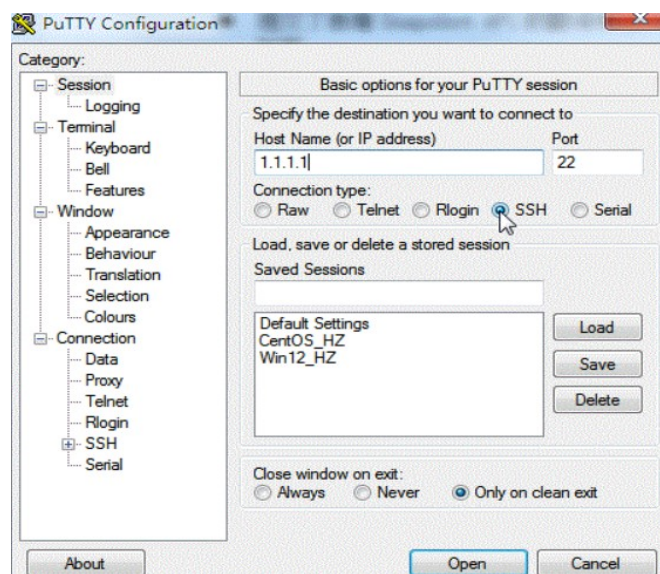 PuTTY Configuration
Category:
Session
Logging
Terminal
Keyboard
Bell
Features
Window
Appearance
Behaviour
Translation
Selection
Colours
Connection
Data
Proxy
Telnet
Rlogin
SSH
Serial
Basic options for your PuTTY session
Specify the destination you want to connect to
Host Name (or IP address) Port
1.1.1.1 22
Connection type:
Raw Telnet Rlogin SSH Serial
Load, save or delete a stored session
Saved Sessions
Default Settings
CentOS_HZ
Win12_HZ
Load
Save
Delete
Close window on exit:
Always Never Only on clean exit
About Open Cancel